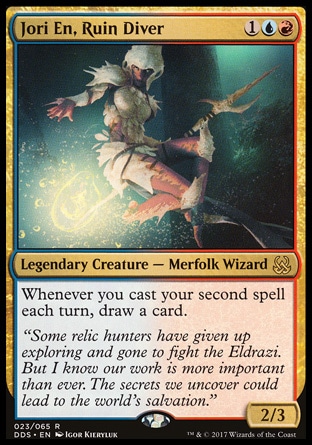 Jori En, Ruin Diver 1
Legendary Creature — Merfolk Wizard
Whenever you cast your second spell
each turn, draw a card.
“Some relic hunters have given up
exploring and gone to fight the Eldrazi.
But I know our work is more important
than ever. The secrets we uncover could
lead to the world’s salvation.”
2/3
023/065 R
DDS • EN Igor Kieryluk
™ & © 2017 Wizards of the Coast